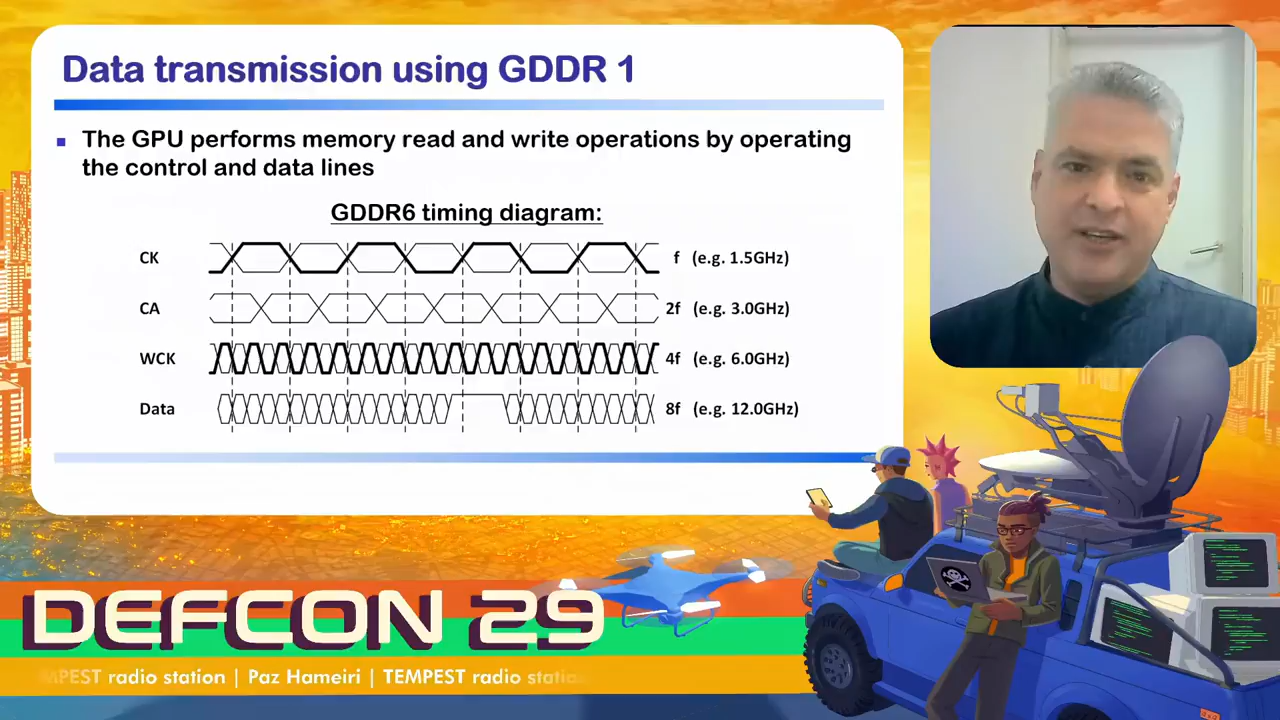 Data transmission using GDDR 1
▪ The GPU performs memory read and write operations by operating
the control and data lines
GDDR6 timing diagram:
CK f (e.g. 1.5GHz)
CA 2f (e.g. 3.0GHz)
WCK 4f (e.g. 6.0GHz)
Data 8f (e.g. 12.0GHz)
DEFCON 29
MPEST radio station | Paz Hameiri | TEMPEST radio statio